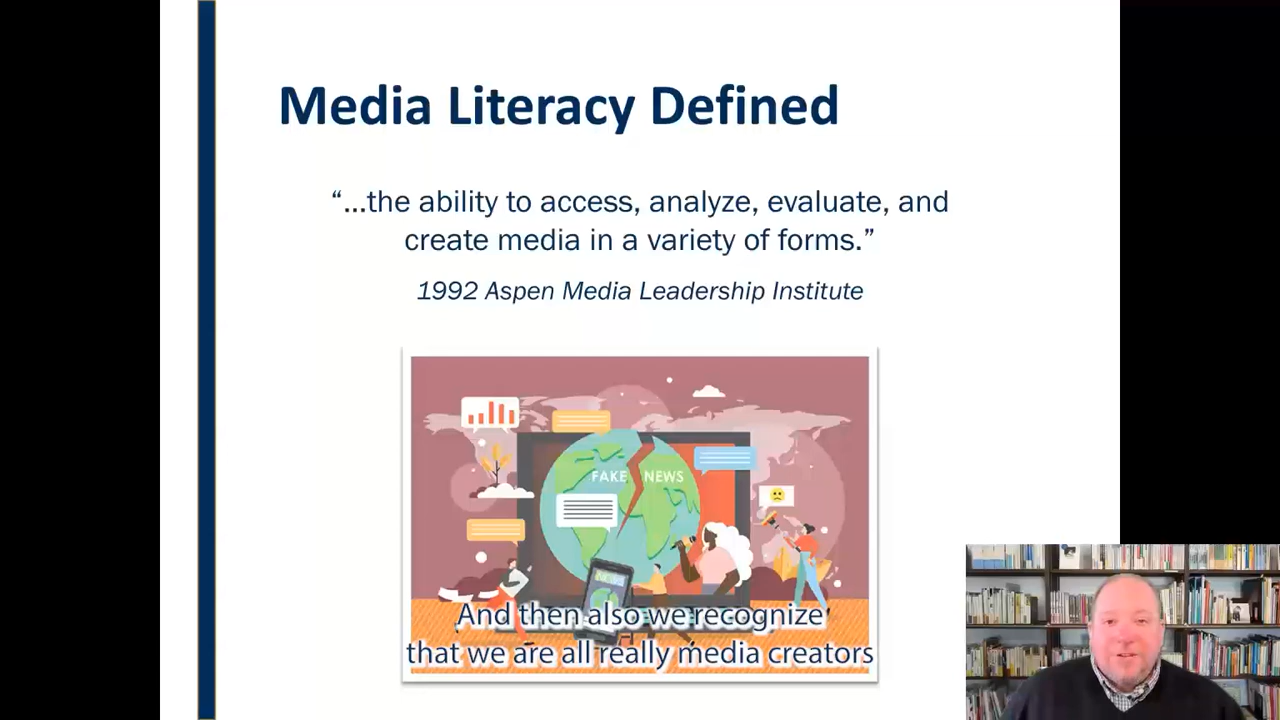 Media Literacy Defined
“...the ability to access, analyze, evaluate, and
create media in a variety of forms.”
1992 Aspen Media Leadership Institute
FAKE NEWS
And then also we recognize
that we are all really media creators